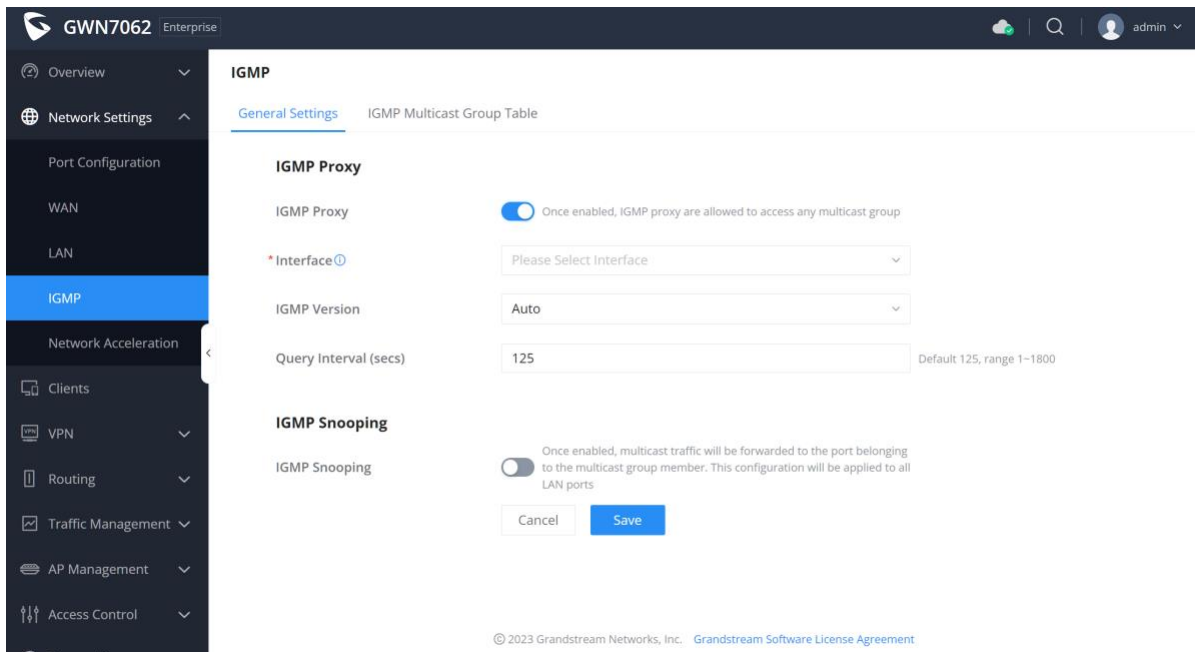 GWN7062 Enterprise
admin
Overview
Network Settings
Port Configuration
WAN
LAN
IGMP
Network Acceleration
Clients
VPN
VPN
Routing
Traffic Management
AP Management
Access Control
IGMP
General Settings
IGMP Multicast Group Table
IGMP Proxy
IGMP Proxy
Once enabled, IGMP proxy are allowed to access any multicast group
* Interface
Please Select Interface
IGMP Version
Auto
Query Interval (secs)
125
Default 125, range 1~1800
IGMP Snooping
IGMP Snooping
Once enabled, multicast traffic will be forwarded to the port belonging
to the multicast group member. This configuration will be applied to all
LAN ports
Cancel
Save
© 2023 Grandstream Networks, Inc. Grandstream Software License Agreement